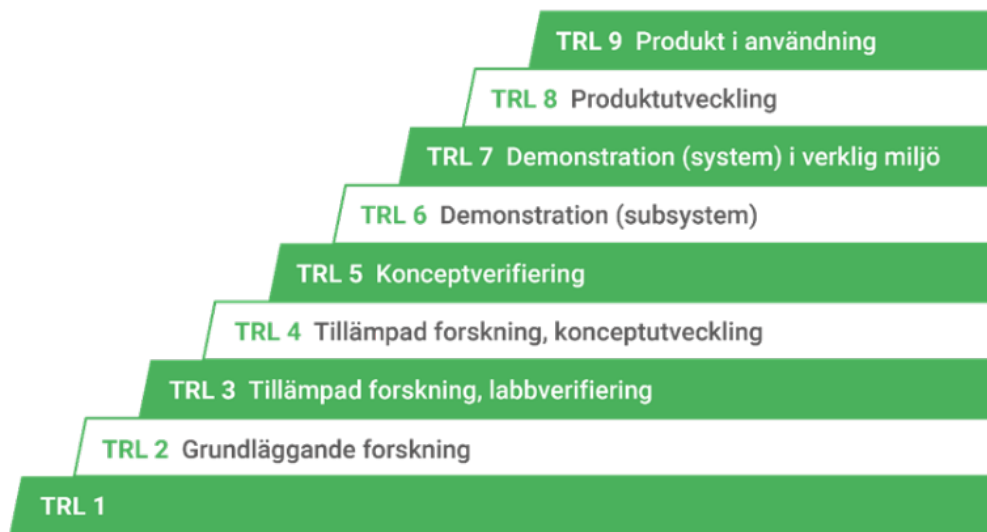 TRL 9 Produkt i användning
TRL 8 Produktutveckling
TRL 7 Demonstration (system) i verklig miljö
TRL 6 Demonstration (subsystem)
TRL 5 Konceptverifiering
TRL 4 Tillämpad forskning, konceptutveckling
TRL 3 Tillämpad forskning, labbverifiering
TRL 2 Grundläggande forskning
TRL 1